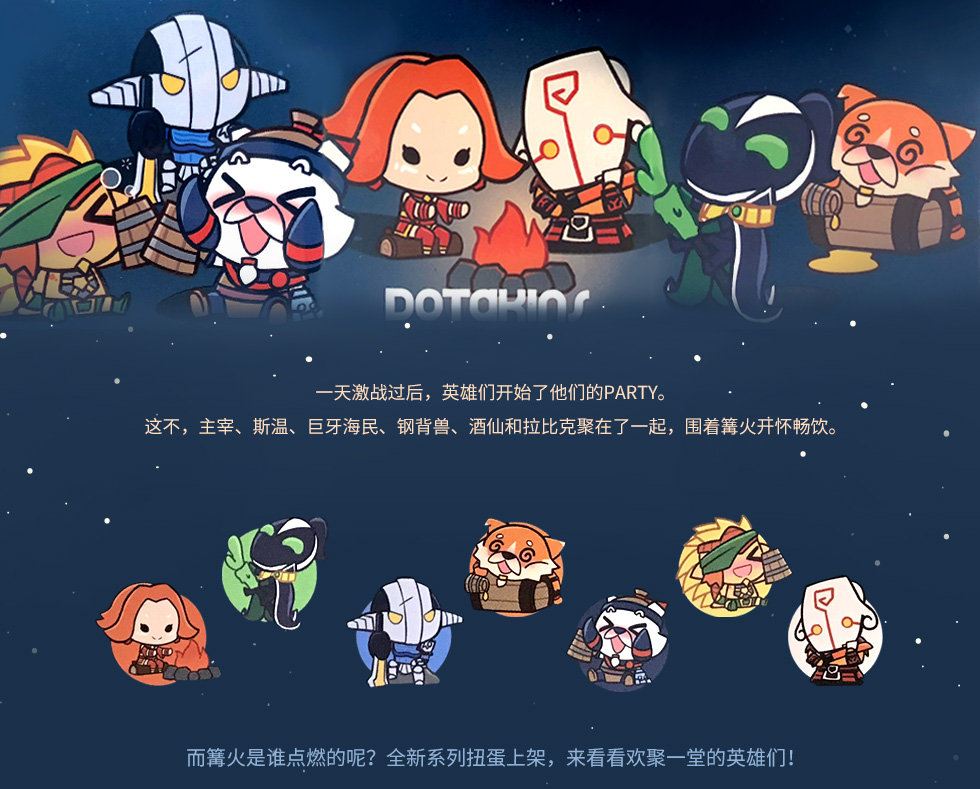 DOTAKINS
一天激战过后，英雄们开始了他们的PARTY。
这不，主宰、斯温、巨牙海民、钢背兽、酒仙和拉比克聚在了一起，围着篝火开怀畅饮。
而篝火是谁点燃的呢？全新系列扭蛋上架，来看看欢聚一堂的英雄们！